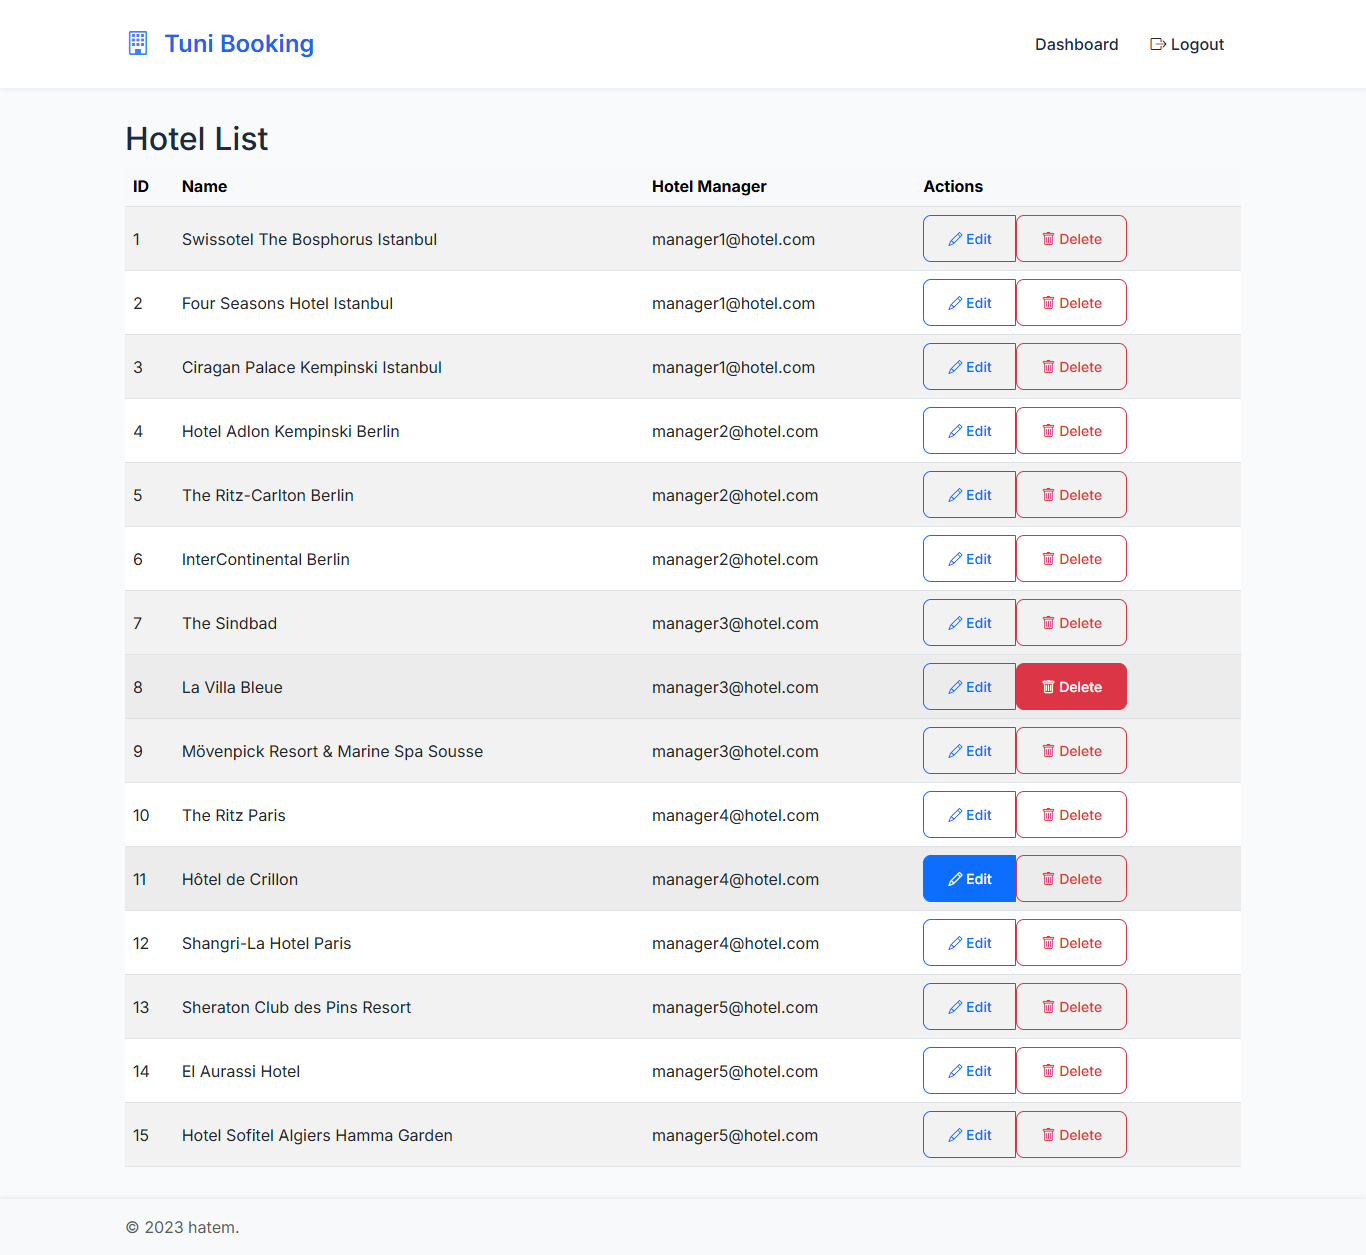 Tuni Booking
Dashboard Logout
Hotel List
ID Name Hotel Manager Actions
1 Swissotel The Bosphorus Istanbul manager1@hotel.com Edit Delete
2 Four Seasons Hotel Istanbul manager1@hotel.com Edit Delete
3 Ciragan Palace Kempinski Istanbul manager1@hotel.com Edit Delete
4 Hotel Adlon Kempinski Berlin manager2@hotel.com Edit Delete
5 The Ritz-Carlton Berlin manager2@hotel.com Edit Delete
6 InterContinental Berlin manager2@hotel.com Edit Delete
7 The Sindbad manager3@hotel.com Edit Delete
8 La Villa Bleue manager3@hotel.com Edit Delete
9 Mövenpick Resort & Marine Spa Sousse manager3@hotel.com Edit Delete
10 The Ritz Paris manager4@hotel.com Edit Delete
11 Hôtel de Crillon manager4@hotel.com Edit Delete
12 Shangri-La Hotel Paris manager4@hotel.com Edit Delete
13 Sheraton Club des Pins Resort manager5@hotel.com Edit Delete
14 El Aurassi Hotel manager5@hotel.com Edit Delete
15 Hotel Sofitel Algiers Hamma Garden manager5@hotel.com Edit Delete
© 2023 hatem.